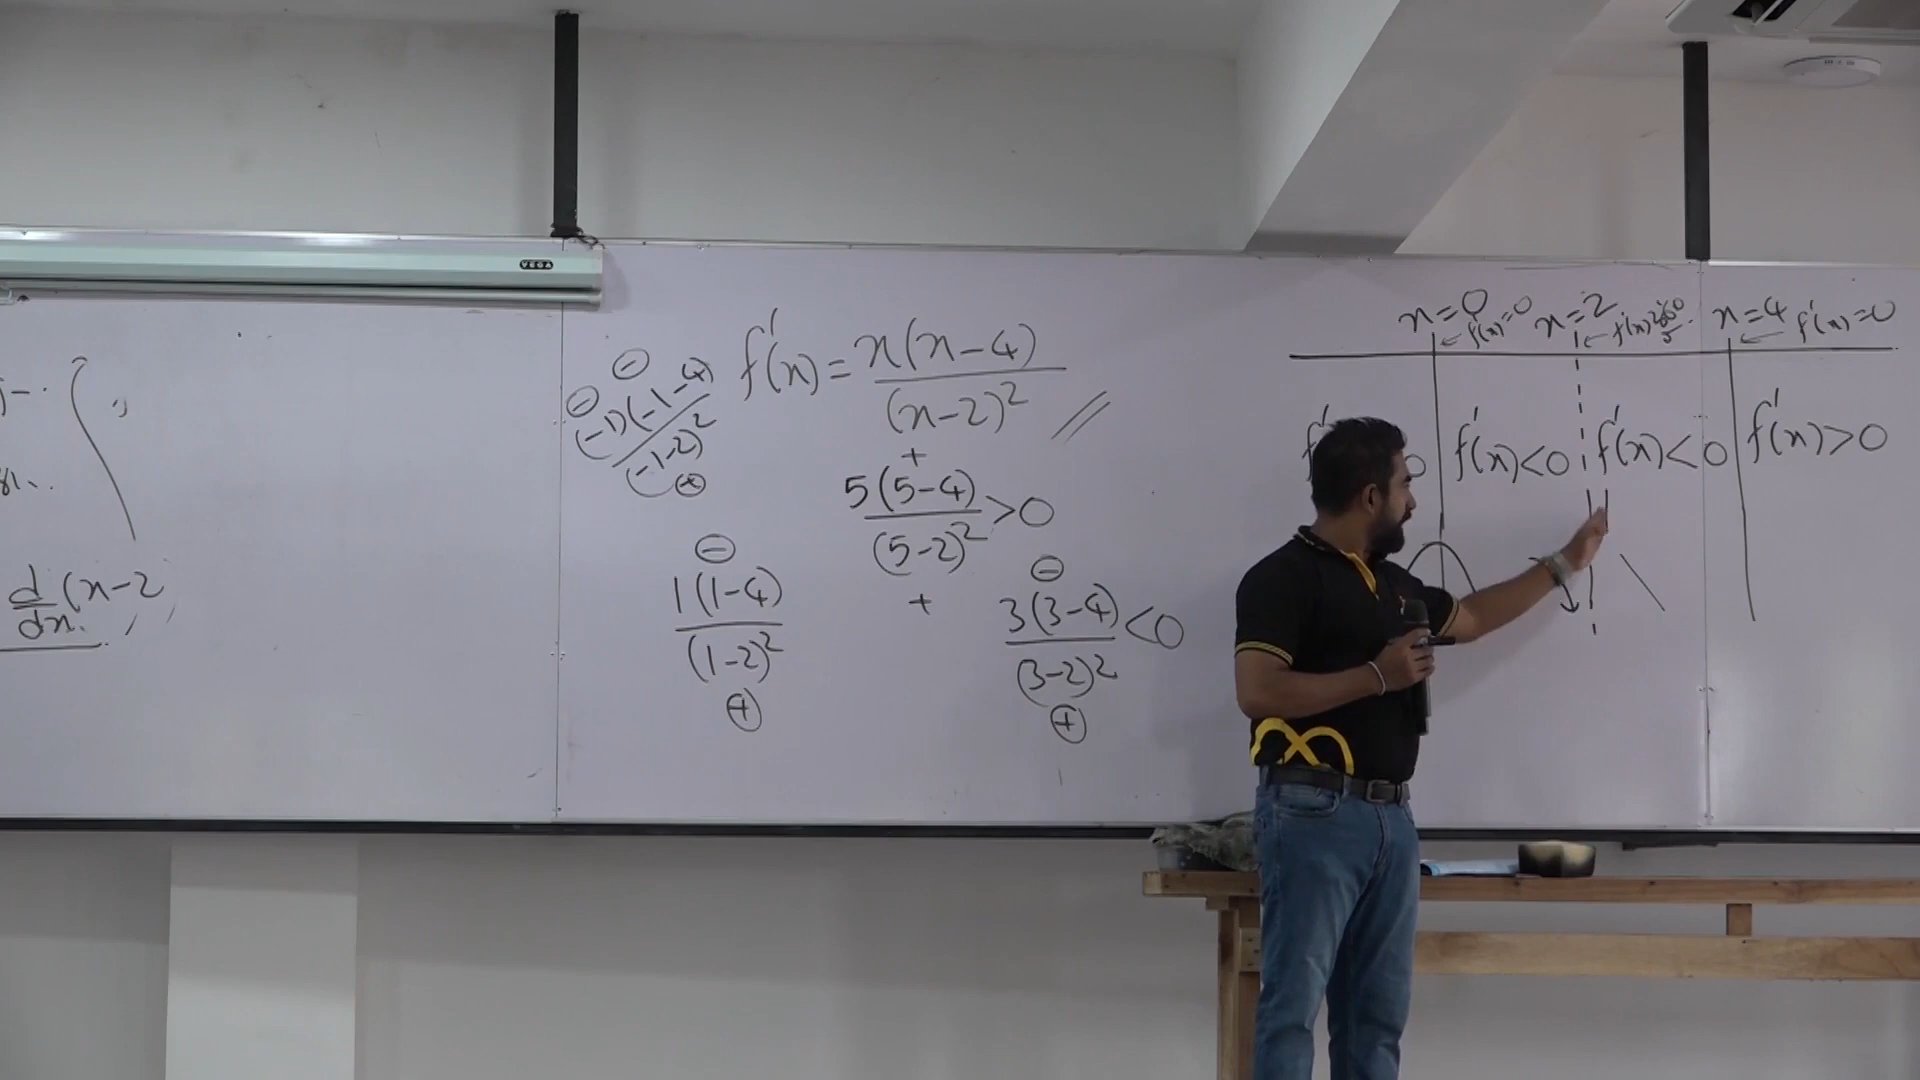 VEGA
d/dx (x-2
f'(x) = x(x-4)/(x-2)²
⊖
⊖
(-1)(-1-4)/(-1-2)²
⊕
+
5(5-4)/(5-2)² > 0
+
⊖
1(1-4)/(1-2)²
⊕
⊖
3(3-4)/(3-2)² < 0
⊕
x=0 x=2 x=4
f'(x)=0 f'(x) f'(x)=0
f' 0 f'(x)<0 f'(x)<0 f'(x)>0